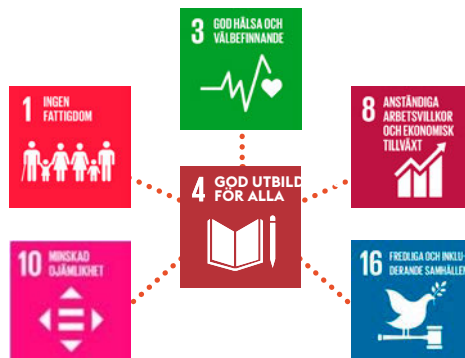 3 GOD HÄLSA OCH
VÄLBEFINNANDE
1 INGEN
FATTIGDOM
8 ANSTÄNDIGA
ARBETSVILLKOR
OCH EKONOMISK
TILLVÄXT
4 GOD UTBILD
FÖR ALLA
10 MINSKAD
OJÄMLIKHET
16 FREDLIGA OCH INKLU-
DERANDE SAMHÄLLEN